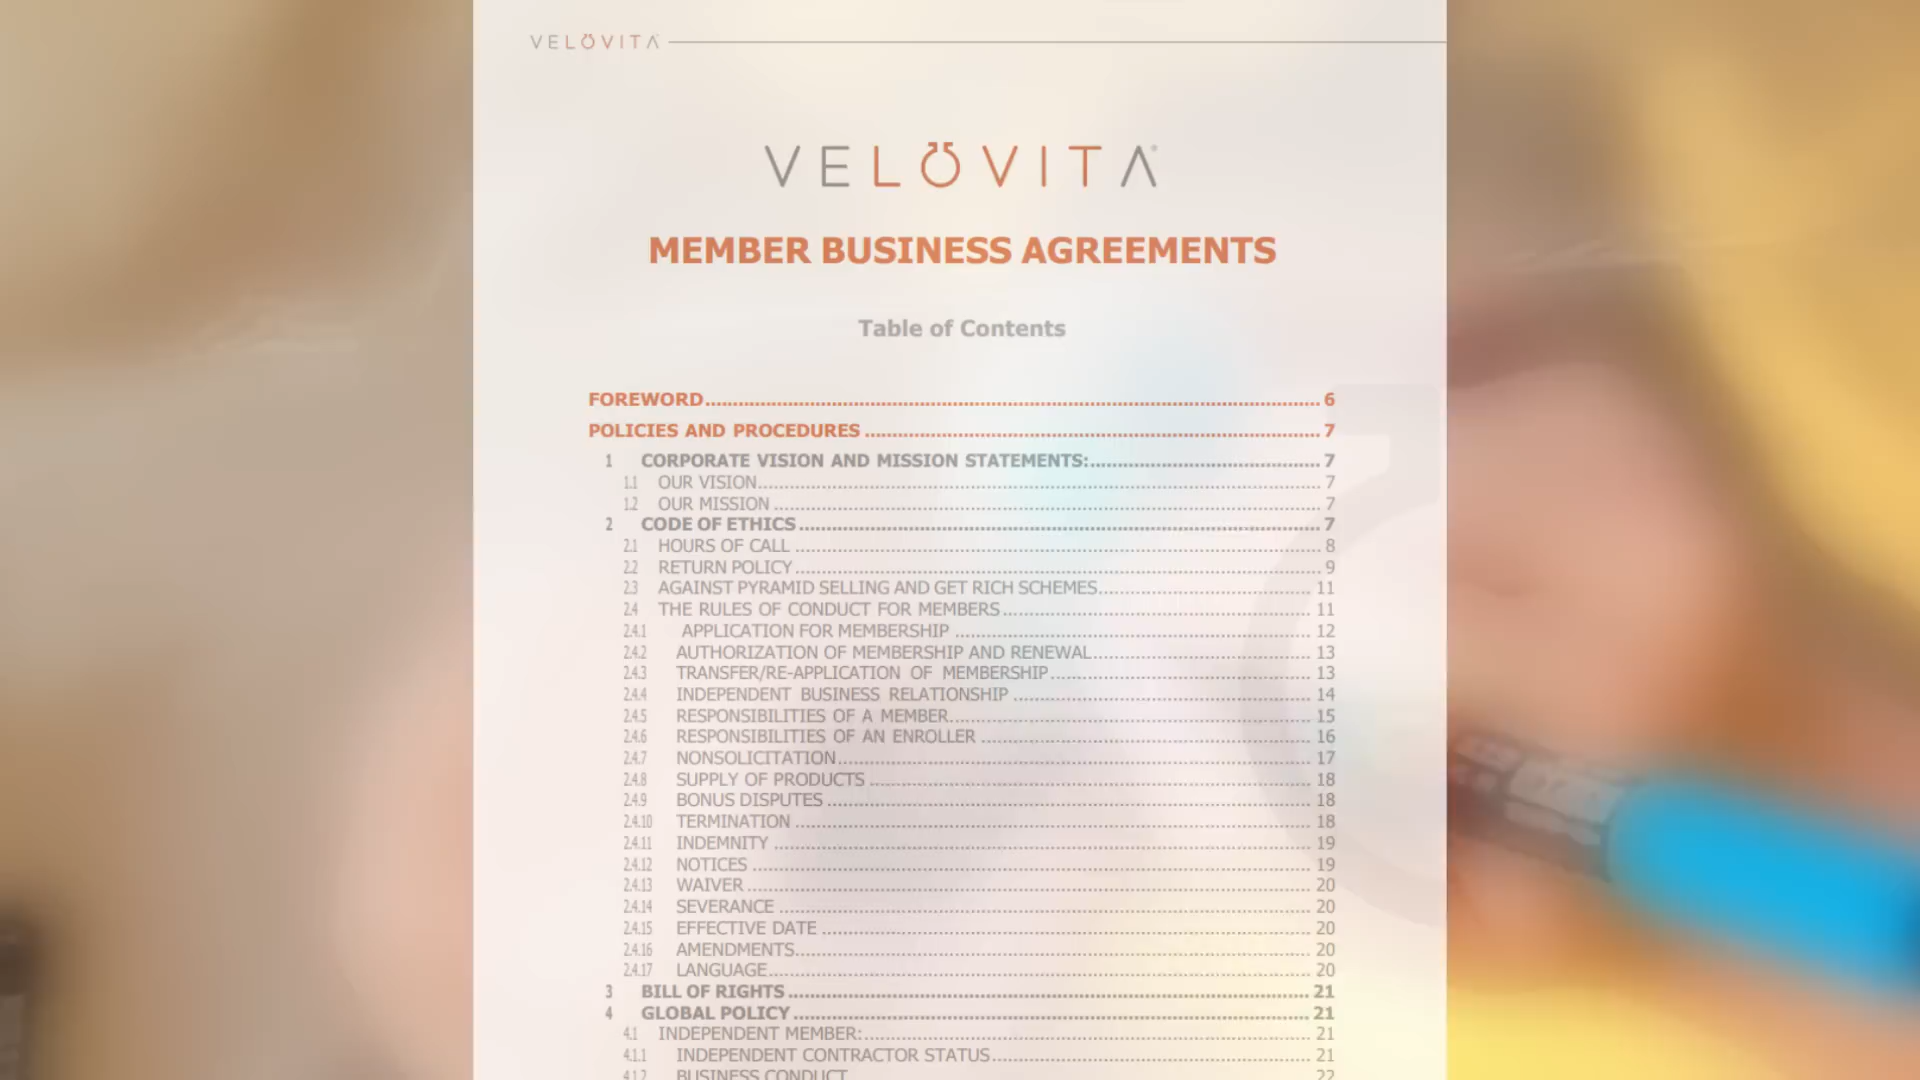 VELOVITA
VELÖVITA
MEMBER BUSINESS AGREEMENTS
Table of Contents
FOREWORD 6
POLICIES AND PROCEDURES 7
1 CORPORATE VISION AND MISSION STATEMENTS: 7
1.1 OUR VISION 7
1.2 OUR MISSION 7
2 CODE OF ETHICS 7
2.1 HOURS OF CALL 8
2.2 RETURN POLICY 9
2.3 AGAINST PYRAMID SELLING AND GET RICH SCHEMES 11
2.4 THE RULES OF CONDUCT FOR MEMBERS 11
2.4.1 APPLICATION FOR MEMBERSHIP 12
2.4.2 AUTHORIZATION OF MEMBERSHIP AND RENEWAL 13
2.4.3 TRANSFER/RE-APPLICATION OF MEMBERSHIP 13
2.4.4 INDEPENDENT BUSINESS RELATIONSHIP 14
2.4.5 RESPONSIBILITIES OF A MEMBER 15
2.4.6 RESPONSIBILITIES OF AN ENROLLER 16
2.4.7 NONSOLICITATION 17
2.4.8 SUPPLY OF PRODUCTS 18
2.4.9 BONUS DISPUTES 18
2.4.10 TERMINATION 18
2.4.11 INDEMNITY 19
2.4.12 NOTICES 19
2.4.13 WAIVER 20
2.4.14 SEVERANCE 20
2.4.15 EFFECTIVE DATE 20
2.4.16 AMENDMENTS 20
2.4.17 LANGUAGE 20
3 BILL OF RIGHTS 21
4 GLOBAL POLICY 21
4.1 INDEPENDENT MEMBER: 21
4.1.1 INDEPENDENT CONTRACTOR STATUS 21
4.1.2 BUSINESS CONDUCT 22